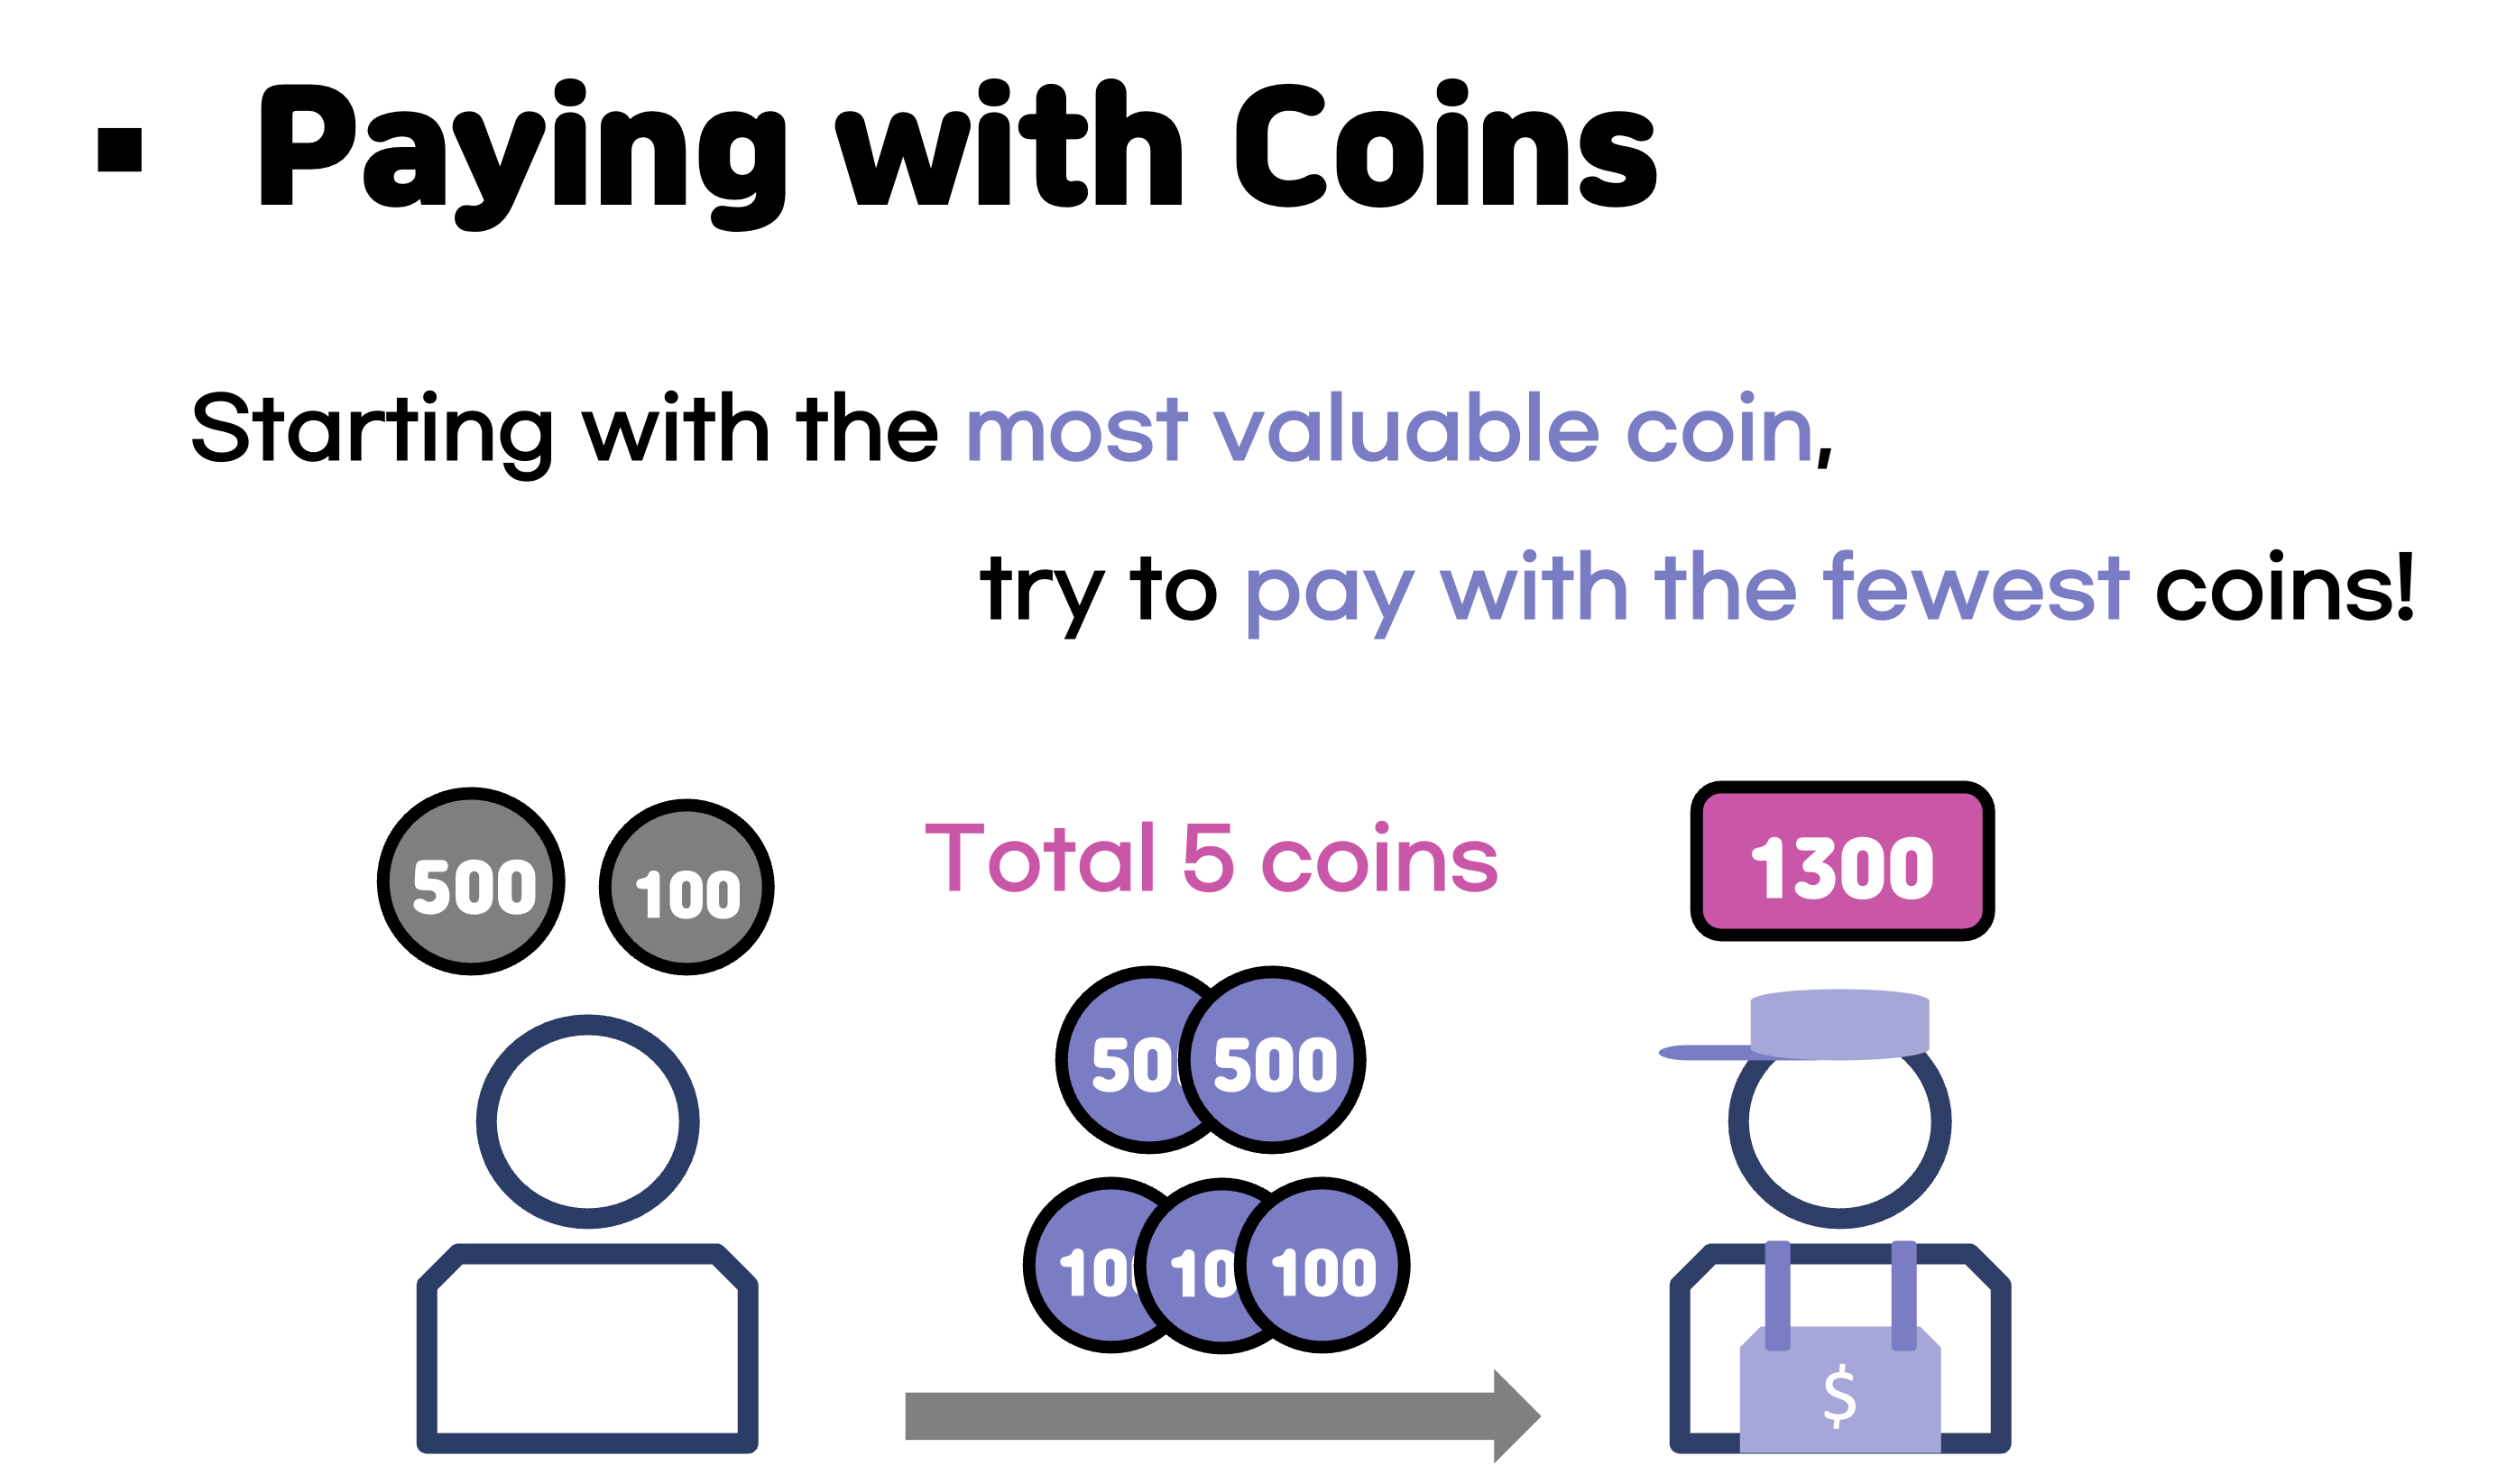 ▪ Paying with Coins
Starting with the most valuable coin,
try to pay with the fewest coins!
500 100
Total 5 coins
1300
50 500
10 10 100
$